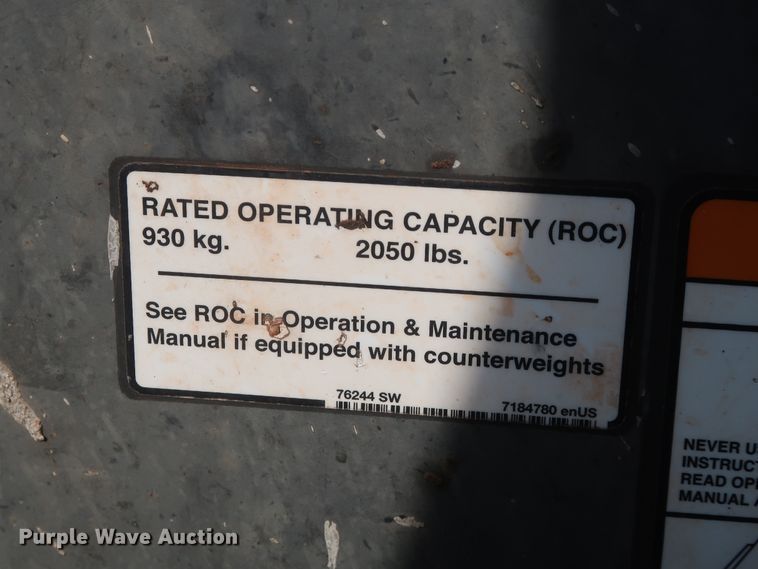 RATED OPERATING CAPACITY (ROC)
930 kg. 2050 lbs.
See ROC in Operation & Maintenance
Manual if equipped with counterweights
76244 SW
7184780 enUS
NEVER
INSTRUC
READ OP
MANUAL
Purple Wave Auction